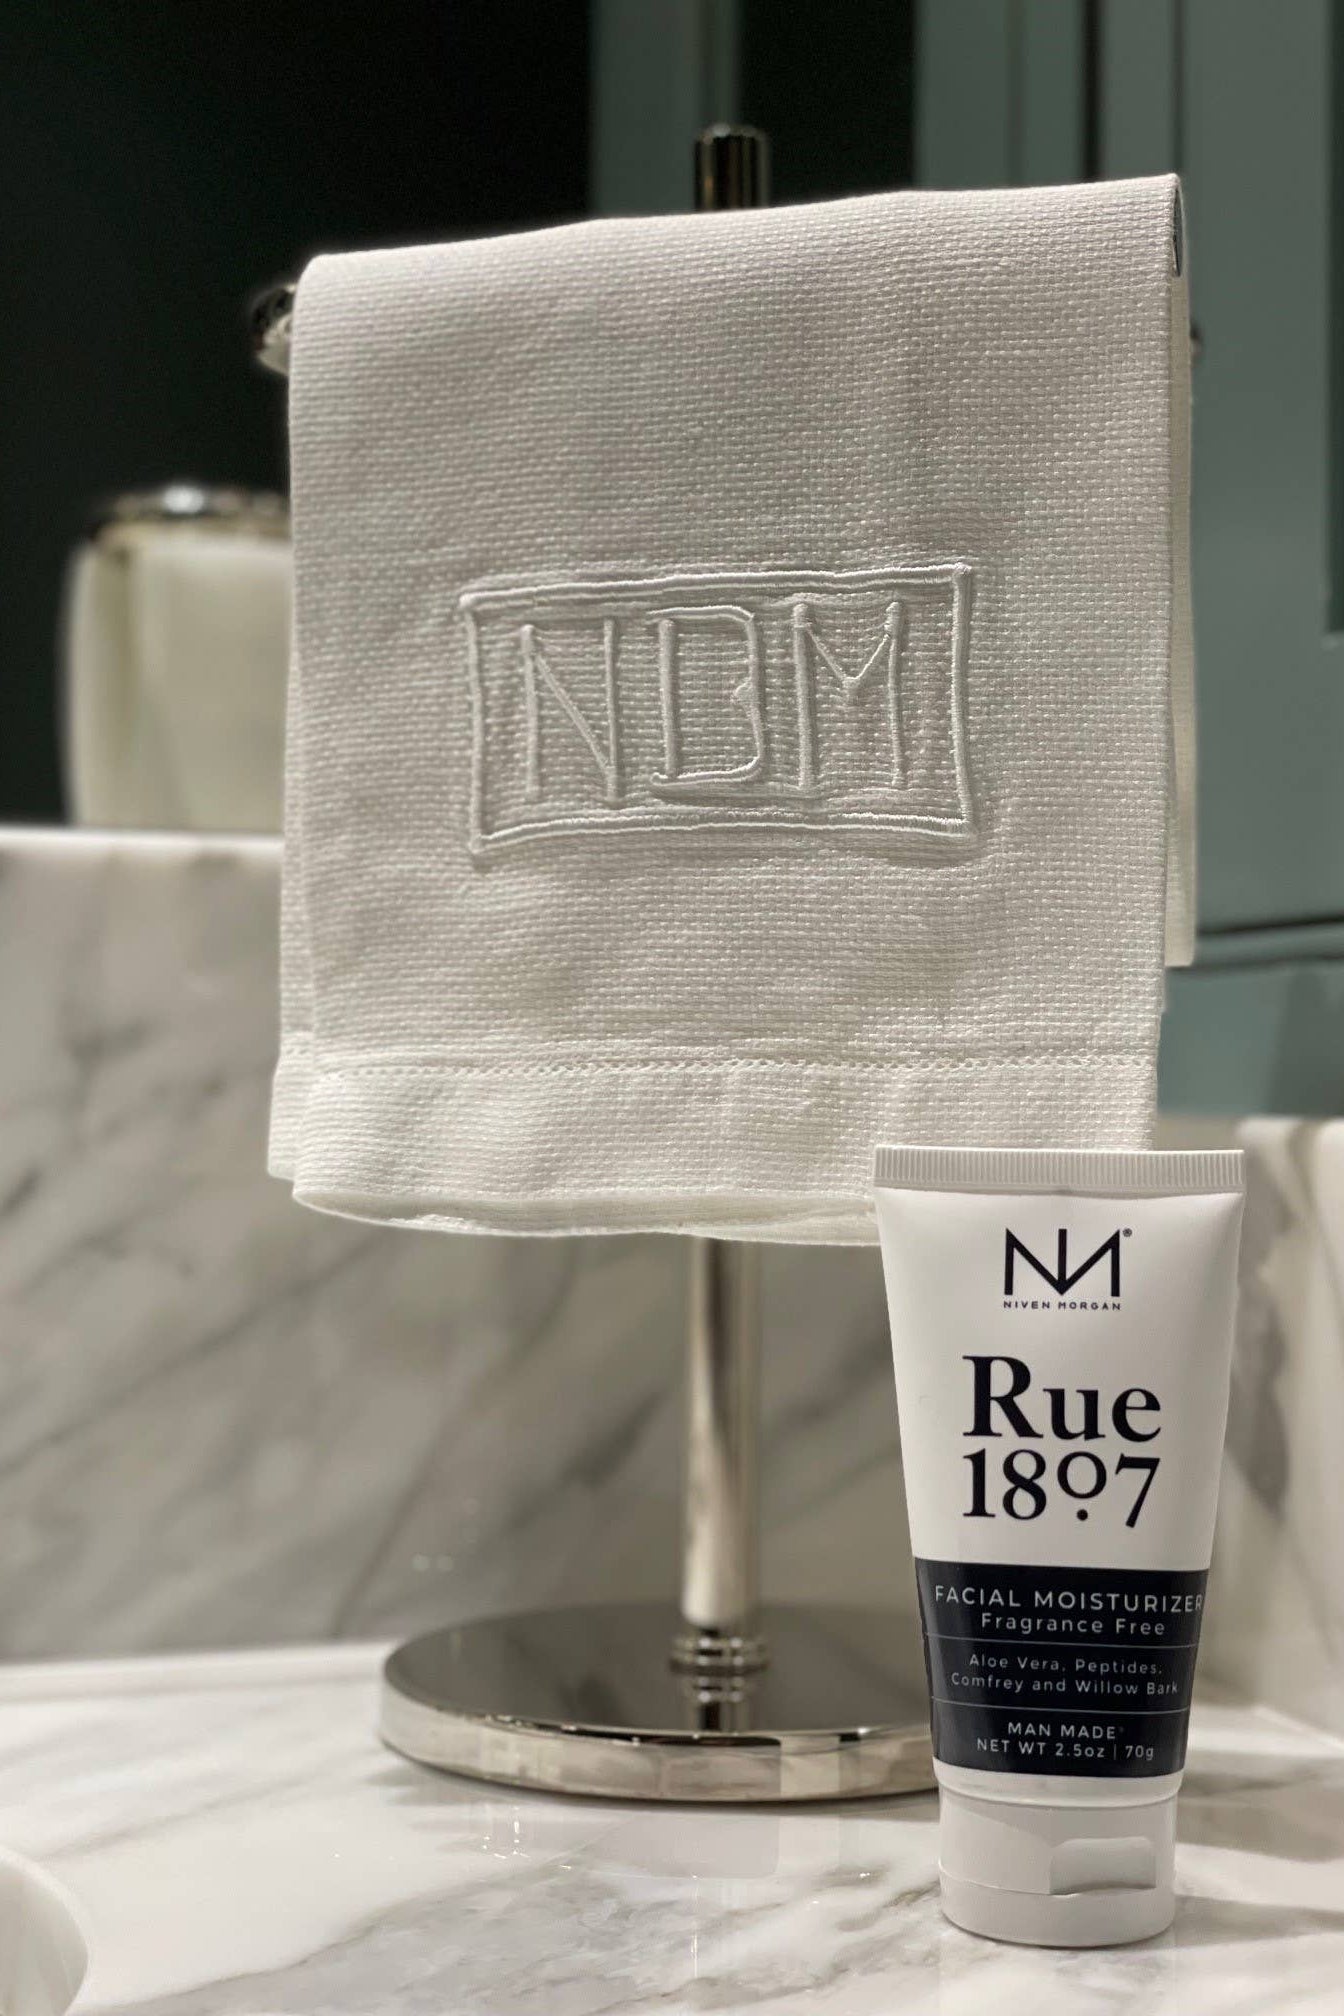 NBM
NM®
NIVEN MORGAN
Rue
1807
FACIAL MOISTURIZER
Fragrance Free
Aloe Vera, Peptides,
Comfrey and Willow Bark
MAN MADE®
NET WT 2.5oz | 70g